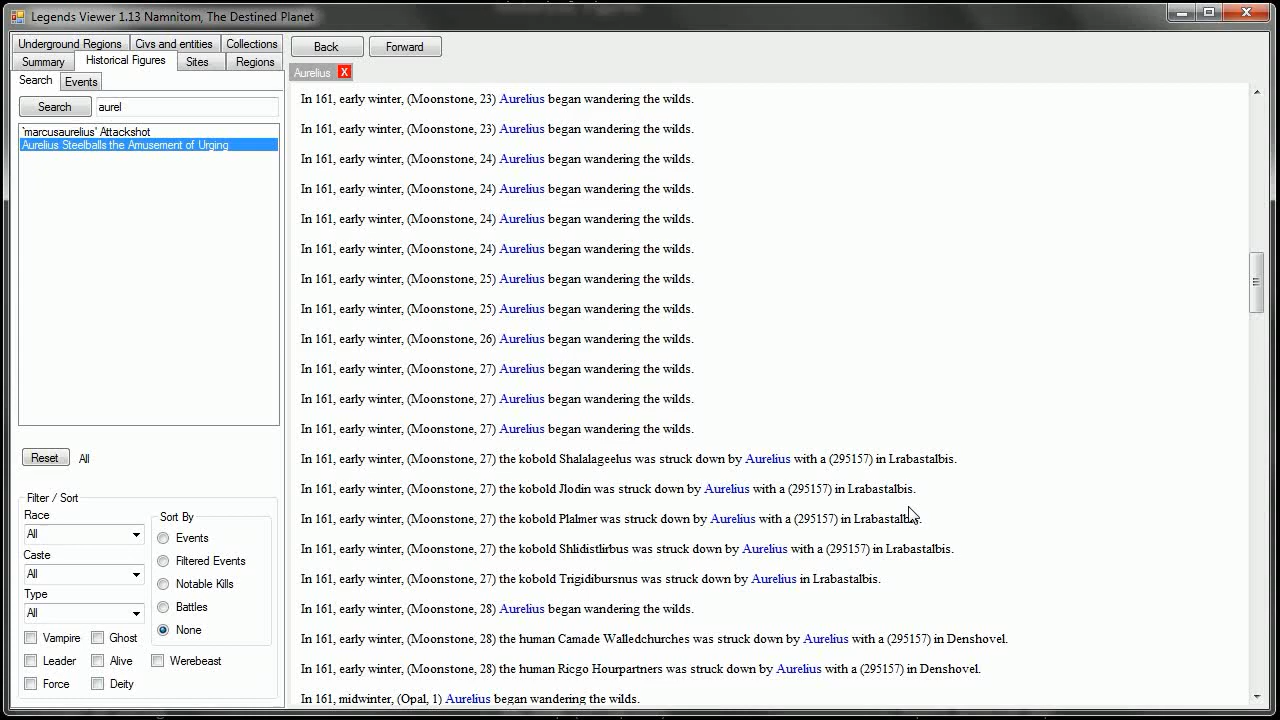 Legends Viewer 1.13 Namnitom, The Destined Planet
Underground Regions Civs and entities Collections
Summary Historical Figures Sites Regions
Search Events
Search aurel
`marcusaurelius' Attackshot
Aurelius Steelballs the Amusement of Urging
Reset All
Filter / Sort
Race
All
Caste
All
Type
All
Sort By
Events
Filtered Events
Notable Kills
Battles
None
Vampire Ghost
Leader Alive Werebeast
Force Deity
Back Forward
Aurelius X
In 161, early winter, (Moonstone, 23) Aurelius began wandering the wilds.
In 161, early winter, (Moonstone, 23) Aurelius began wandering the wilds.
In 161, early winter, (Moonstone, 24) Aurelius began wandering the wilds.
In 161, early winter, (Moonstone, 24) Aurelius began wandering the wilds.
In 161, early winter, (Moonstone, 24) Aurelius began wandering the wilds.
In 161, early winter, (Moonstone, 24) Aurelius began wandering the wilds.
In 161, early winter, (Moonstone, 25) Aurelius began wandering the wilds.
In 161, early winter, (Moonstone, 25) Aurelius began wandering the wilds.
In 161, early winter, (Moonstone, 26) Aurelius began wandering the wilds.
In 161, early winter, (Moonstone, 27) Aurelius began wandering the wilds.
In 161, early winter, (Moonstone, 27) Aurelius began wandering the wilds.
In 161, early winter, (Moonstone, 27) Aurelius began wandering the wilds.
In 161, early winter, (Moonstone, 27) the kobold Shalalageelus was struck down by Aurelius with a (295157) in Lrabastalbis.
In 161, early winter, (Moonstone, 27) the kobold Jlodin was struck down by Aurelius with a (295157) in Lrabastalbis.
In 161, early winter, (Moonstone, 27) the kobold Plalmer was struck down by Aurelius with a (295157) in Lrabastalbis.
In 161, early winter, (Moonstone, 27) the kobold Shlidistlirbus was struck down by Aurelius with a (295157) in Lrabastalbis.
In 161, early winter, (Moonstone, 27) the kobold Trigidibursnus was struck down by Aurelius in Lrabastalbis.
In 161, early winter, (Moonstone, 28) Aurelius began wandering the wilds.
In 161, early winter, (Moonstone, 28) the human Camade Walledchurches was struck down by Aurelius with a (295157) in Denshovel.
In 161, early winter, (Moonstone, 28) the human Ricgo Hourpartners was struck down by Aurelius with a (295157) in Denshovel.
In 161, midwinter, (Opal, 1) Aurelius began wandering the wilds.